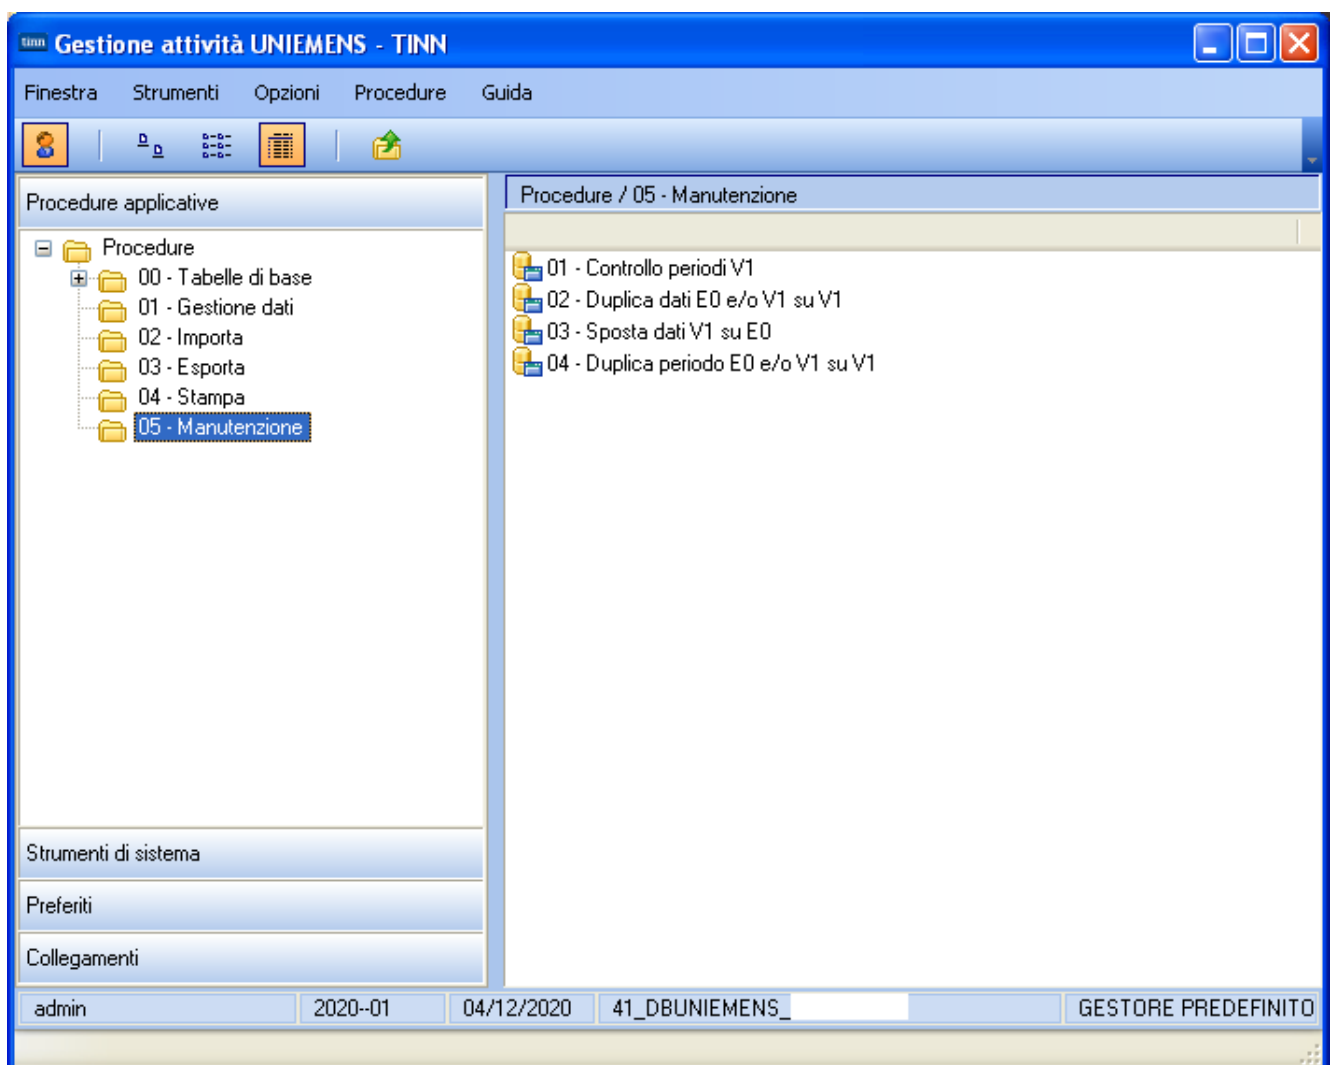 tinn Gestione attività UNIEMENS - TINN
Finestra Strumenti Opzioni Procedure Guida
Procedure applicative
Procedure
00 - Tabelle di base
01 - Gestione dati
02 - Importa
03 - Esporta
04 - Stampa
05 - Manutenzione
Strumenti di sistema
Preferiti
Collegamenti
Procedure / 05 - Manutenzione
01 - Controllo periodi V1
02 - Duplica dati E0 e/o V1 su V1
03 - Sposta dati V1 su E0
04 - Duplica periodo E0 e/o V1 su V1
admin 2020--01 04/12/2020 41_DBUNIEMENS_ GESTORE PREDEFINITO